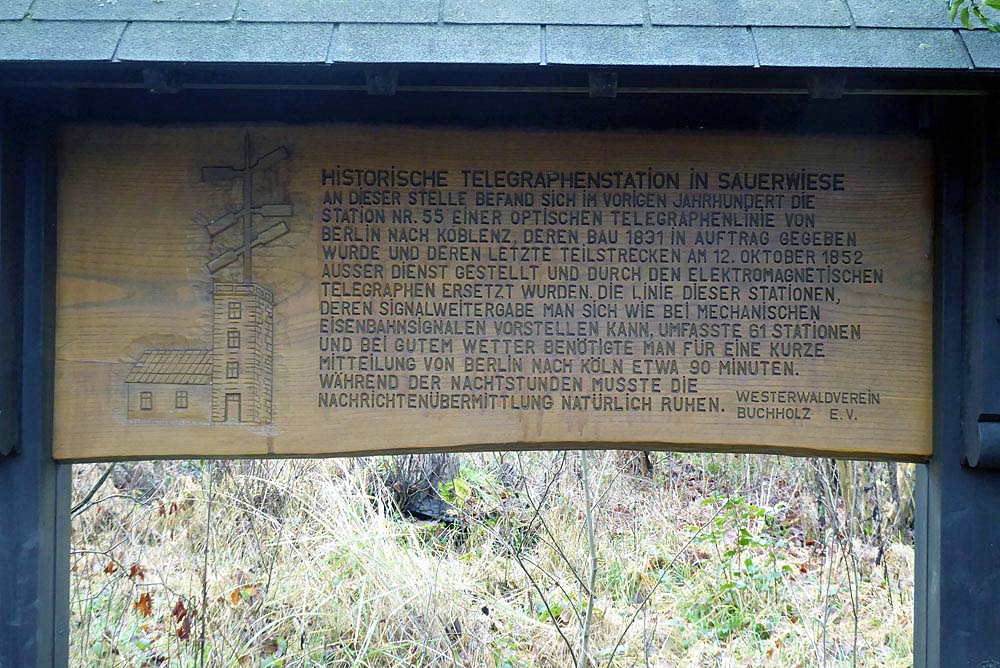 HISTORISCHE TELEGRAPHENSTATION IN SAUERWIESE
AN DIESER STELLE BEFAND SICH IM VORIGEN JAHRHUNDERT DIE
STATION NR. 55 EINER OPTISCHEN TELEGRAPHENLINIE VON
BERLIN NACH KOBLENZ, DEREN BAU 1831 IN AUFTRAG GEGEBEN
WURDE UND DEREN LETZTE TEILSTRECKEN AM 12. OKTOBER 1852
AUSSER DIENST GESTELLT UND DURCH DEN ELEKTROMAGNETISCHEN
TELEGRAPHEN ERSETZT WURDEN. DIE LINIE DIESER STATIONEN,
DEREN SIGNALWEITERGABE MAN SICH WIE BEI MECHANISCHEN
EISENBAHNSIGNALEN VORSTELLEN KANN, UMFASSTE 61 STATIONEN
UND BEI GUTEM WETTER BENÖTIGTE MAN FÜR EINE KURZE
MITTEILUNG VON BERLIN NACH KÖLN ETWA 90 MINUTEN.
WÄHREND DER NACHTSTUNDEN MUSSTE DIE
NACHRICHTENÜBERMITTLUNG NATÜRLICH RUHEN.
WESTERWALDVEREIN
BUCHHOLZ E.V.